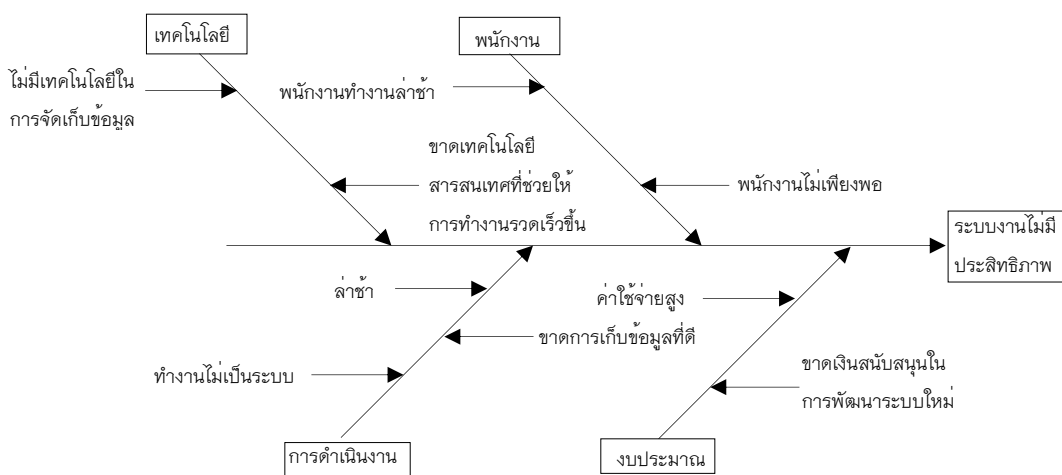 เทคโนโลยี
พนักงาน
ไม่มีเทคโนโลยีใน
การจัดเก็บข้อมูล
พนักงานทำงานล่าช้า
ขาดเทคโนโลยี
สารสนเทศที่ช่วยให้
การทำงานรวดเร็วขึ้น
พนักงานไม่เพียงพอ
ระบบงานไม่มี
ประสิทธิภาพ
ล่าช้า
ค่าใช้จ่ายสูง
ขาดการเก็บข้อมูลที่ดี
ทำงานไม่เป็นระบบ
ขาดเงินสนับสนุนใน
การพัฒนาระบบใหม่
การดำเนินงาน
งบประมาณ